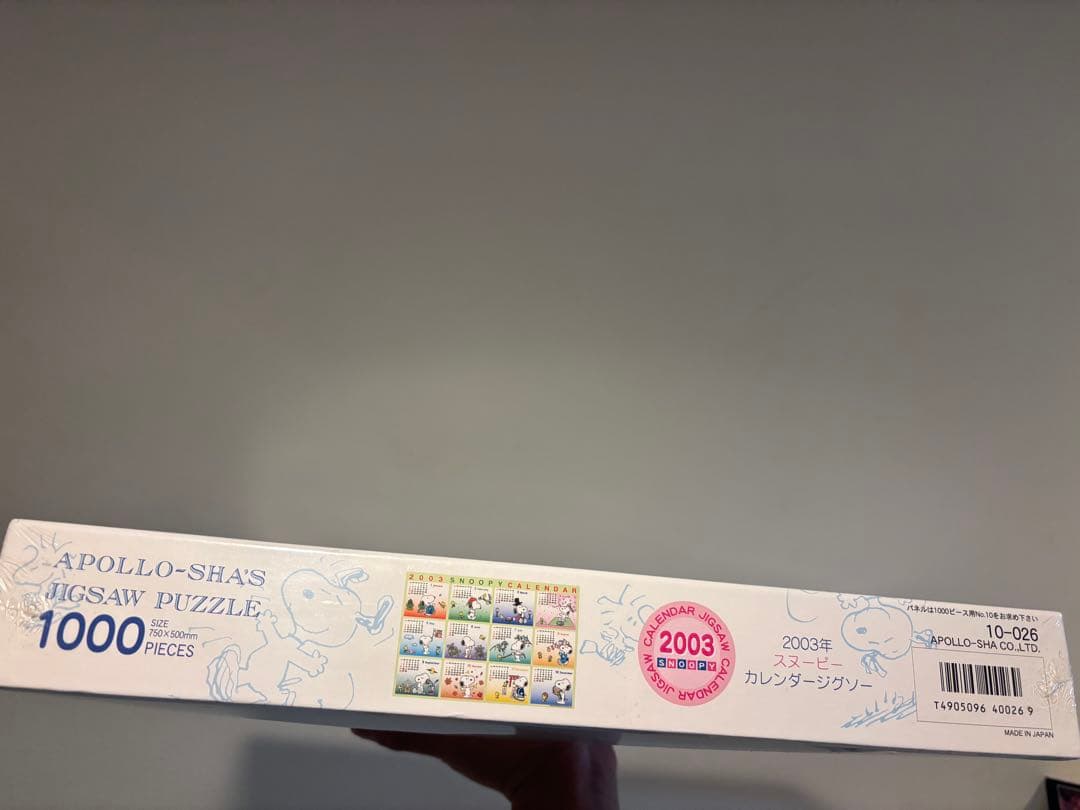 APOLLO-SHA'S
JIGSAW PUZZLE
1000
SIZE
750×500mm
PIECES
2003 SNOOPY CALENDAR
CALENDAR JIGSAW CALENDAR JIGSAW
2003
SNOOPY
2003年
スヌーピー
カレンダージグソー
パネルは1000ピース用No.10をお求め下さい
10-026
APOLLO-SHA CO.,LTD.
T4905096 40026 9
MADE IN JAPAN